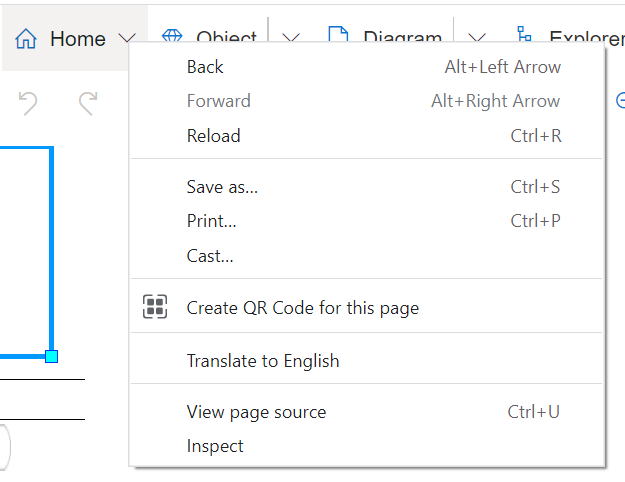 Home Object Diagram Explorer
Back Alt+Left Arrow
Forward Alt+Right Arrow
Reload Ctrl+R
Save as... Ctrl+S
Print... Ctrl+P
Cast...
Create QR Code for this page
Translate to English
View page source Ctrl+U
Inspect